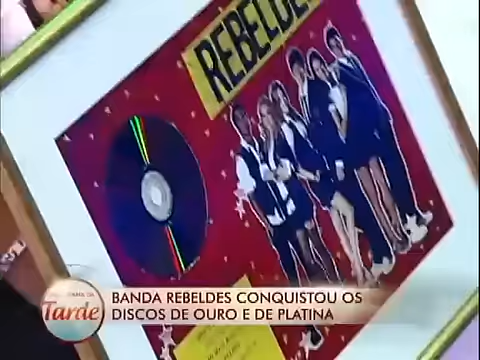 REBELDES
Tarde
BANDA REBELDES CONQUISTOU OS
DISCOS DE OURO E DE PLATINA